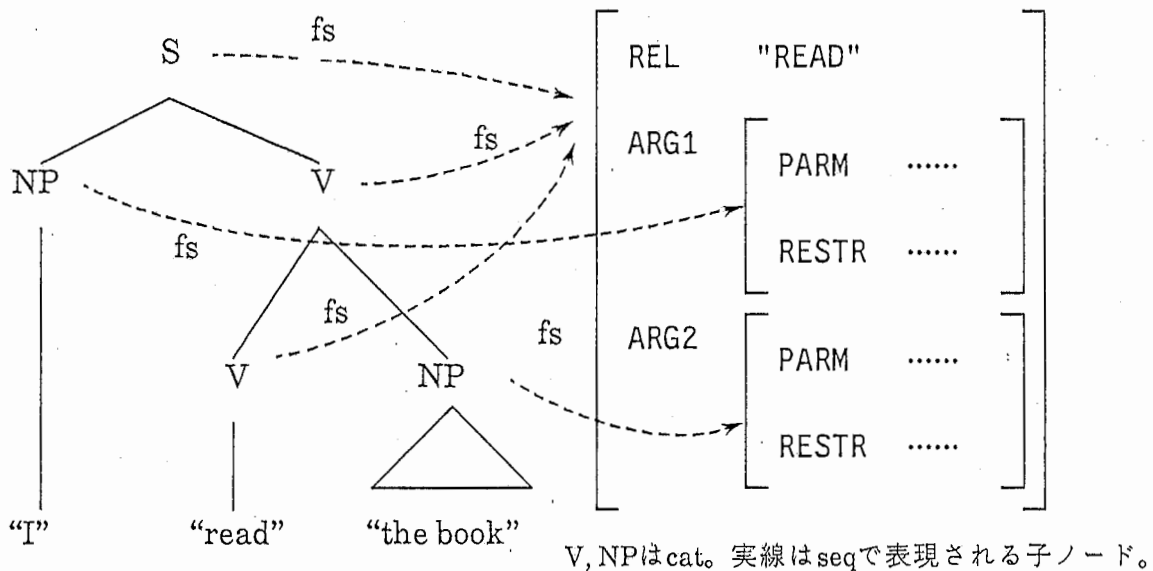 S fs
NP V fs
fs
V NP fs fs
“I” “read” “the book”
REL "READ"
ARG1
PARM ……
RESTR ……
ARG2
PARM ……
RESTR ……
V, NPはcat。実線はseqで表現される子ノード。